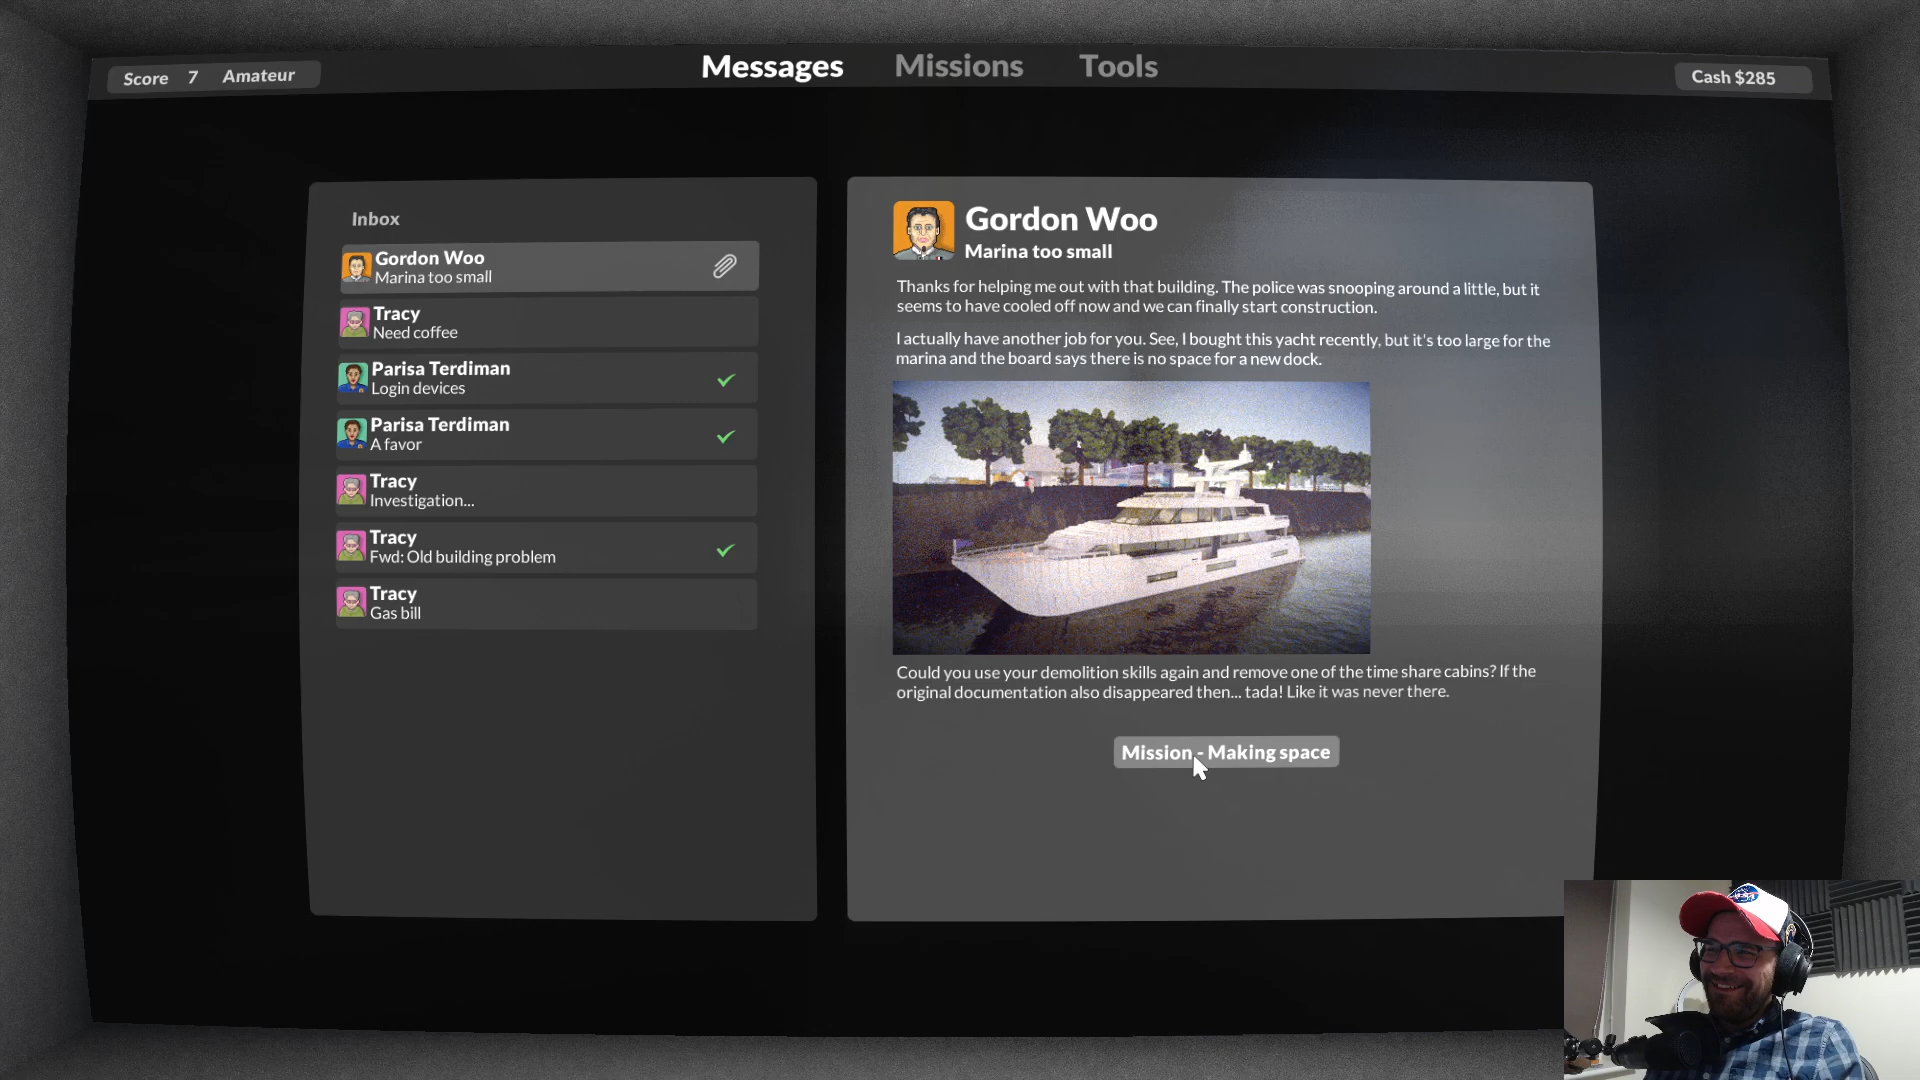 Score 7 Amateur
Messages Missions Tools
Cash $285
Inbox
Gordon Woo
Marina too small
Tracy
Need coffee
Parisa Terdiman
Login devices
Parisa Terdiman
A favor
Tracy
Investigation...
Tracy
Fwd: Old building problem
Tracy
Gas bill
Gordon Woo
Marina too small
Thanks for helping me out with that building. The police was snooping around a little, but it
seems to have cooled off now and we can finally start construction.
I actually have another job for you. See, I bought this yacht recently, but it's too large for the
marina and the board says there is no space for a new dock.
Could you use your demolition skills again and remove one of the time share cabins? If the
original documentation also disappeared then... tada! Like it was never there.
Mission - Making space